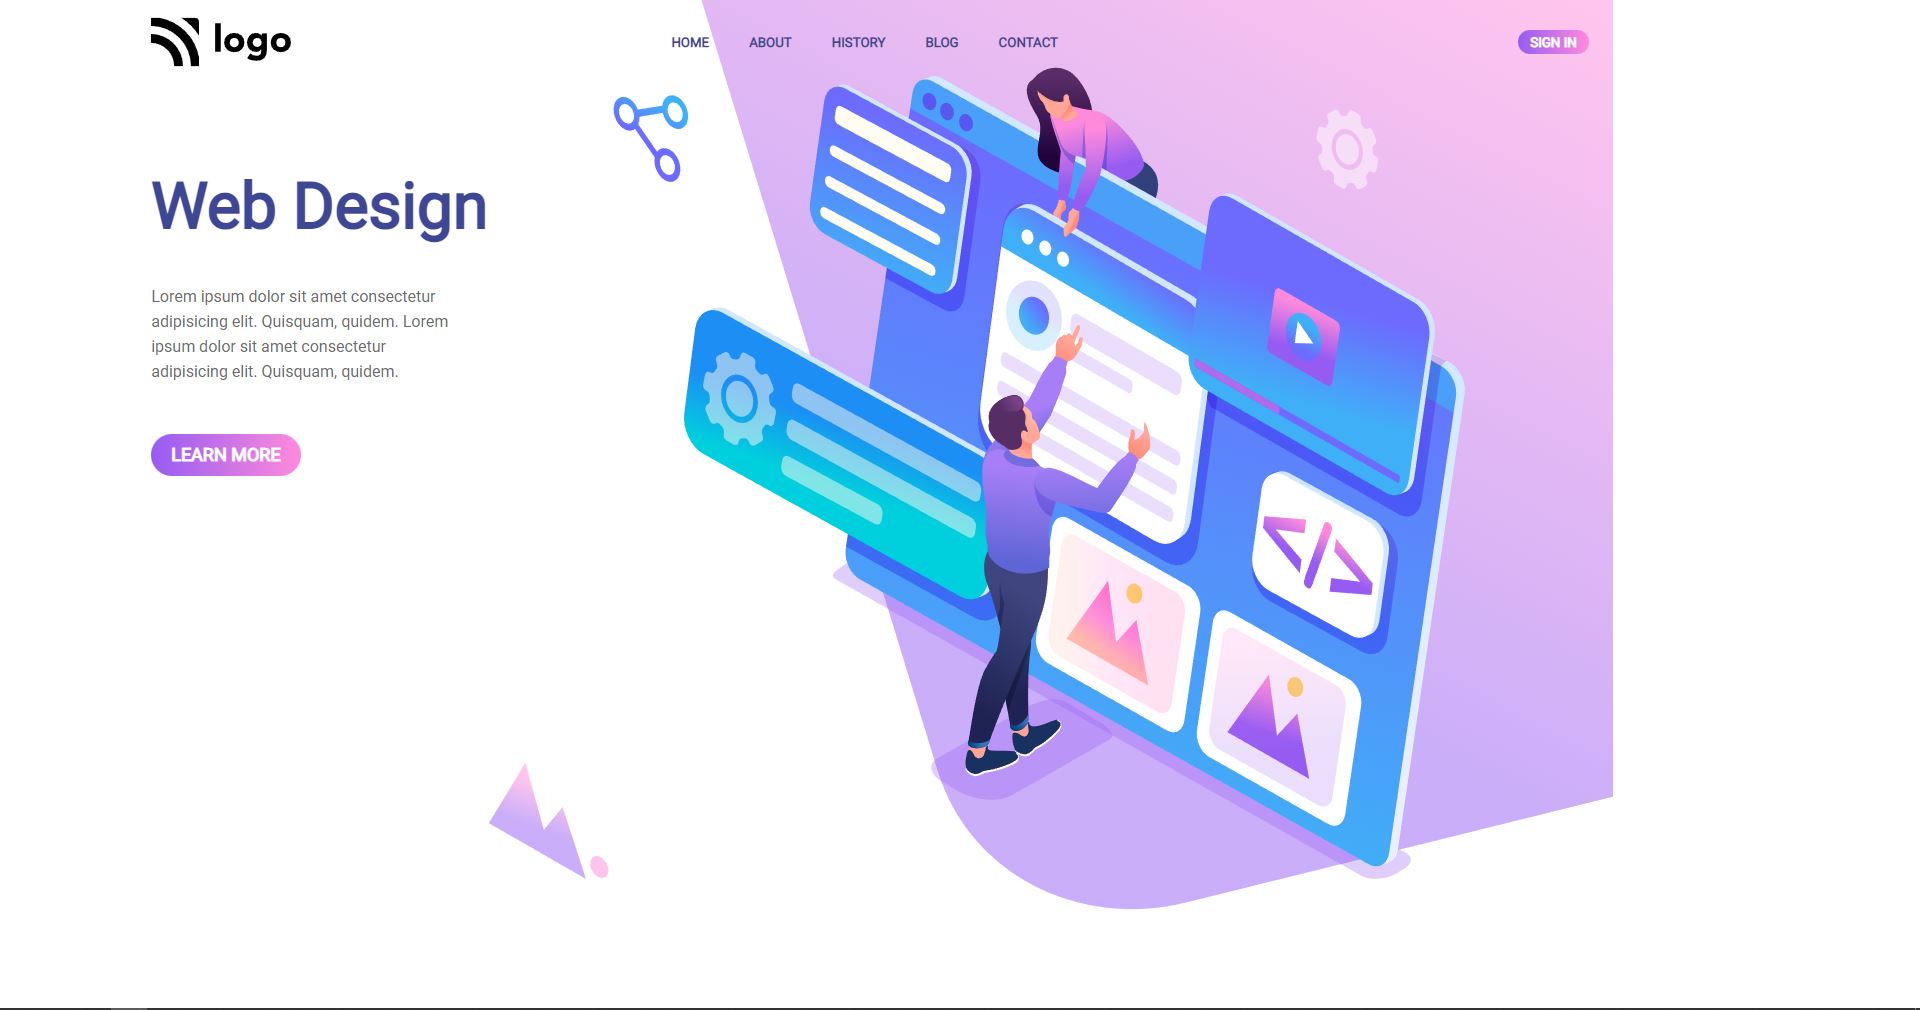 logo
HOME ABOUT HISTORY BLOG CONTACT
SIGN IN
Web Design
Lorem ipsum dolor sit amet consectetur
adipisicing elit. Quisquam, quidem. Lorem
ipsum dolor sit amet consectetur
adipisicing elit. Quisquam, quidem.
LEARN MORE
</>